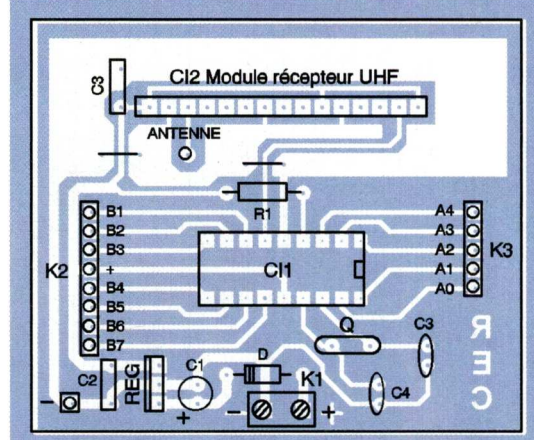 C3
CI2 Module récepteur UHF
ANTENNE
R1
K2
B1
B2
B3
+
B4
B5
B6
B7
CI1
A4
A3
A2
A1
A0
K3
Q
C3
C4
C2
REG
C1
+
D
K1
- +
-
REC